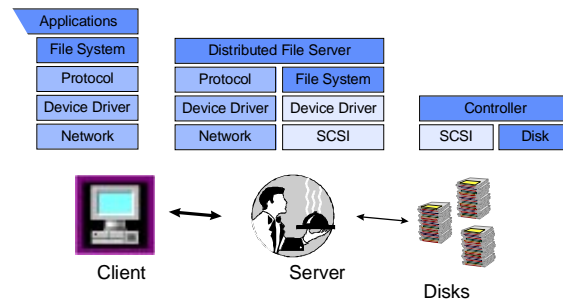 Applications
File System
Distributed File Server
Protocol
Protocol
File System
Device Driver
Device Driver
Device Driver
Controller
Network
Network
SCSI
SCSI
Disk
Client
Server
Disks